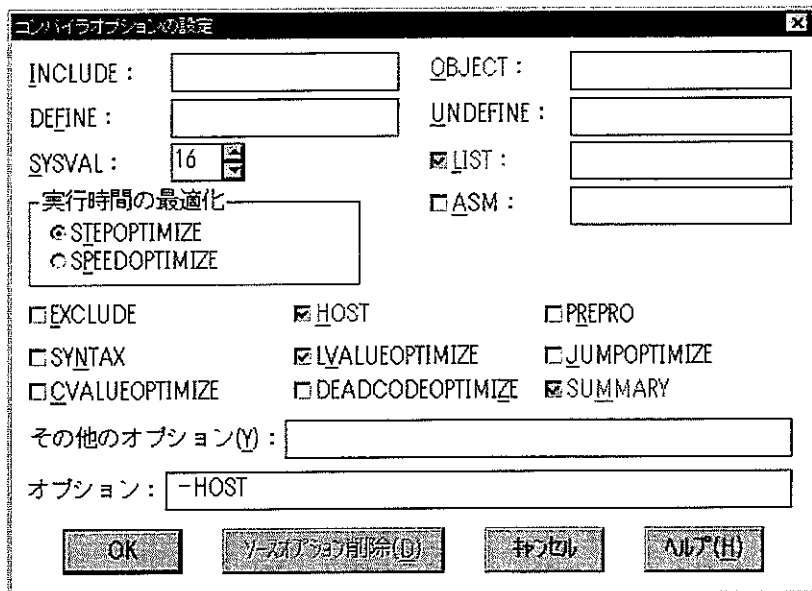 コンパイラオプションの設定
INCLUDE : OBJECT :
DEFINE : UNDEFINE :
SYSVAL : 16 LIST :
実行時間の最適化 ASM :
STEPOPTIMIZE
SPEEDOPTIMIZE
EXCLUDE HOST PREPRO
SYNTAX LVALUEOPTIMIZE JUMPOPTIMIZE
CVALUEOPTIMIZE DEADCODEOPTIMIZE SUMMARY
その他のオプション(Y) :
オプション : -HOST
OK ソースオプション削除(D) キャンセル ヘルプ(H)